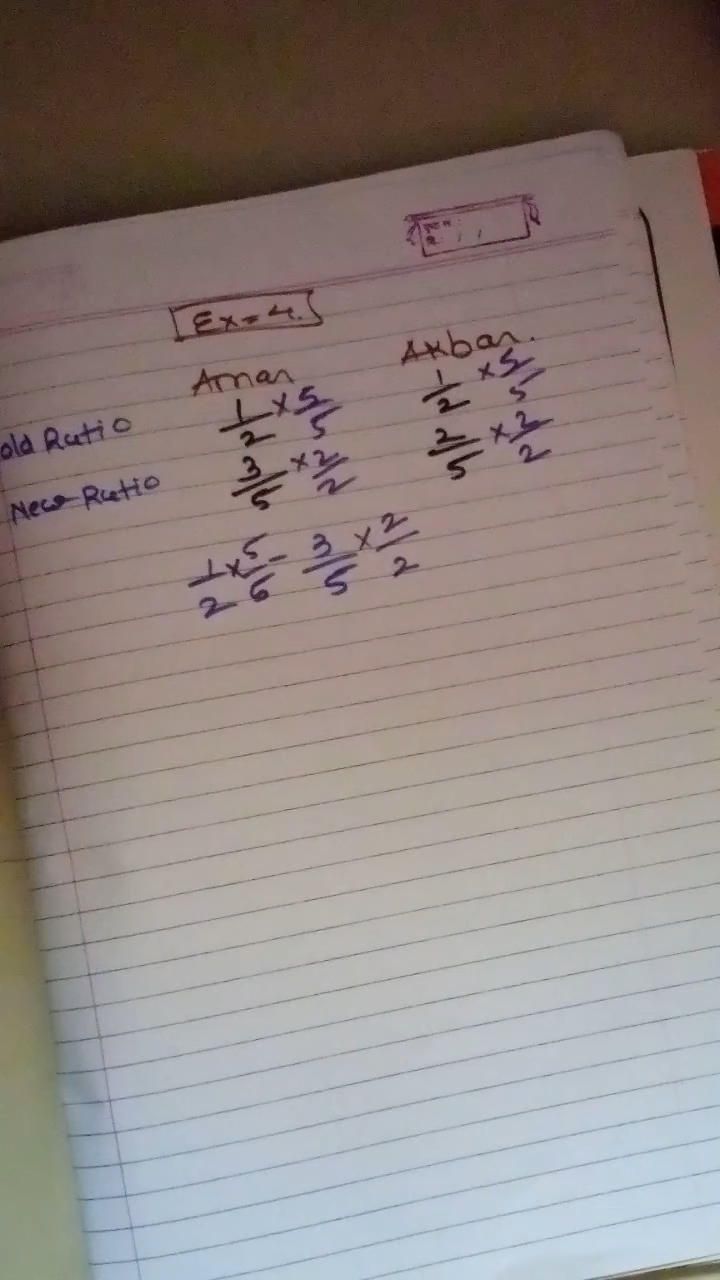 Ex=4.
Amar Akbar.
old Ratio 1/2 × 5/5 1/2 × 5/5
New Ratio 3/5 × 2/2 2/5 × 2/2
1/2 × 5/6 - 3/5 × 2/2